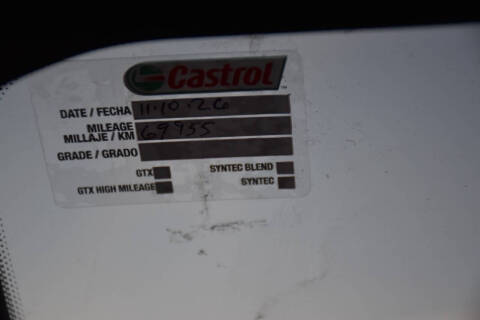 Castrol
DATE / FECHA 11·10·26
MILEAGE
MILLAJE / KM 69955
GRADE / GRADO
GTX SYNTEC BLEND
GTX HIGH MILEAGE SYNTEC